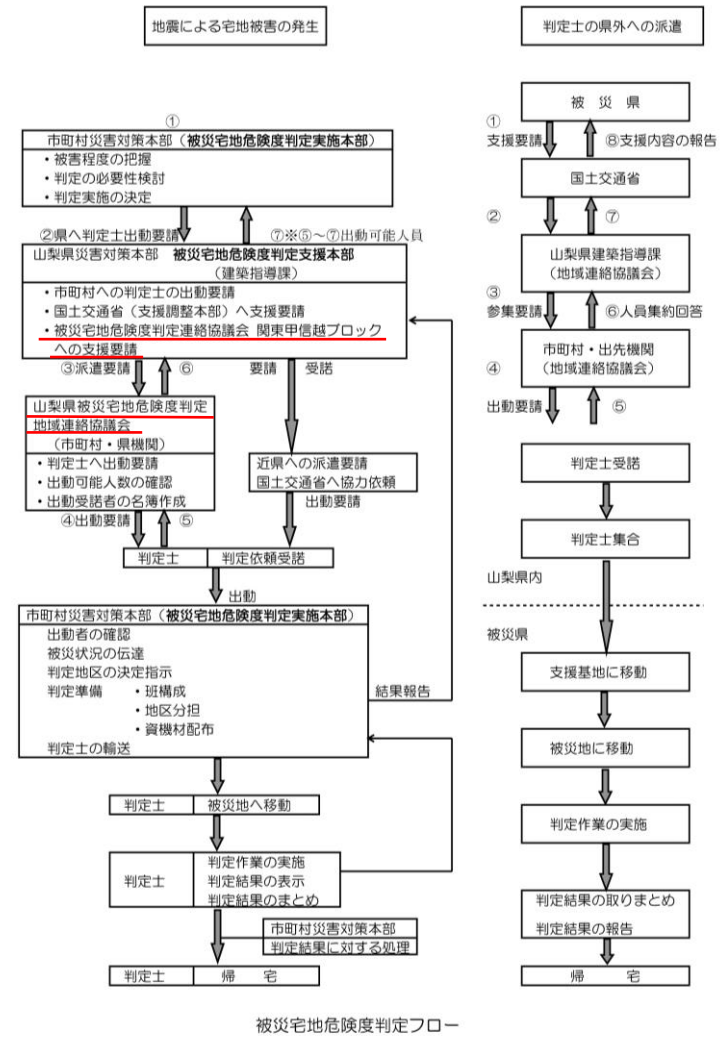 地震による宅地被害の発生
①
市町村災害対策本部（被災宅地危険度判定実施本部）
・被害程度の把握
・判定の必要性検討
・判定実施の決定
②県へ判定士出動要請
⑦※⑤～⑦出動可能人員
山梨県災害対策本部　被災宅地危険度判定支援本部
（建築指導課）
・市町村への判定士の出動要請
・国土交通省（支援調整本部）へ支援要請
・被災宅地危険度判定連絡協議会 関東甲信越ブロック
への支援要請
③派遣要請
⑥
要請
受諾
山梨県被災宅地危険度判定
地域連絡協議会
（市町村・県機関）
・判定士へ出動要請
・出動可能人数の確認
・出動受諾者の名簿作成
近県への派遣要請
国土交通省へ協力依頼
④出動要請
⑤
出動要請
判定士
判定依頼受諾
出動
市町村災害対策本部（被災宅地危険度判定実施本部）
出動者の確認
被災状況の伝達
判定地区の決定指示
判定準備　・班構成
・地区分担
・資機材配布
判定士の輸送
結果報告
判定士
被災地へ移動
判定士
判定作業の実施
判定結果の表示
判定結果のまとめ
市町村災害対策本部
判定結果に対する処理
判定士
帰　宅
判定士の県外への派遣
被　災　県
①
支援要請
⑧支援内容の報告
国土交通省
②
⑦
山梨県建築指導課
（地域連絡協議会）
③
参集要請
⑥人員集約回答
市町村・出先機関
（地域連絡協議会）
④
出動要請
⑤
判定士受諾
判定士集合
山梨県内
被災県
支援基地に移動
被災地に移動
判定作業の実施
判定結果の取りまとめ
判定結果の報告
帰　宅
被災宅地危険度判定フロー